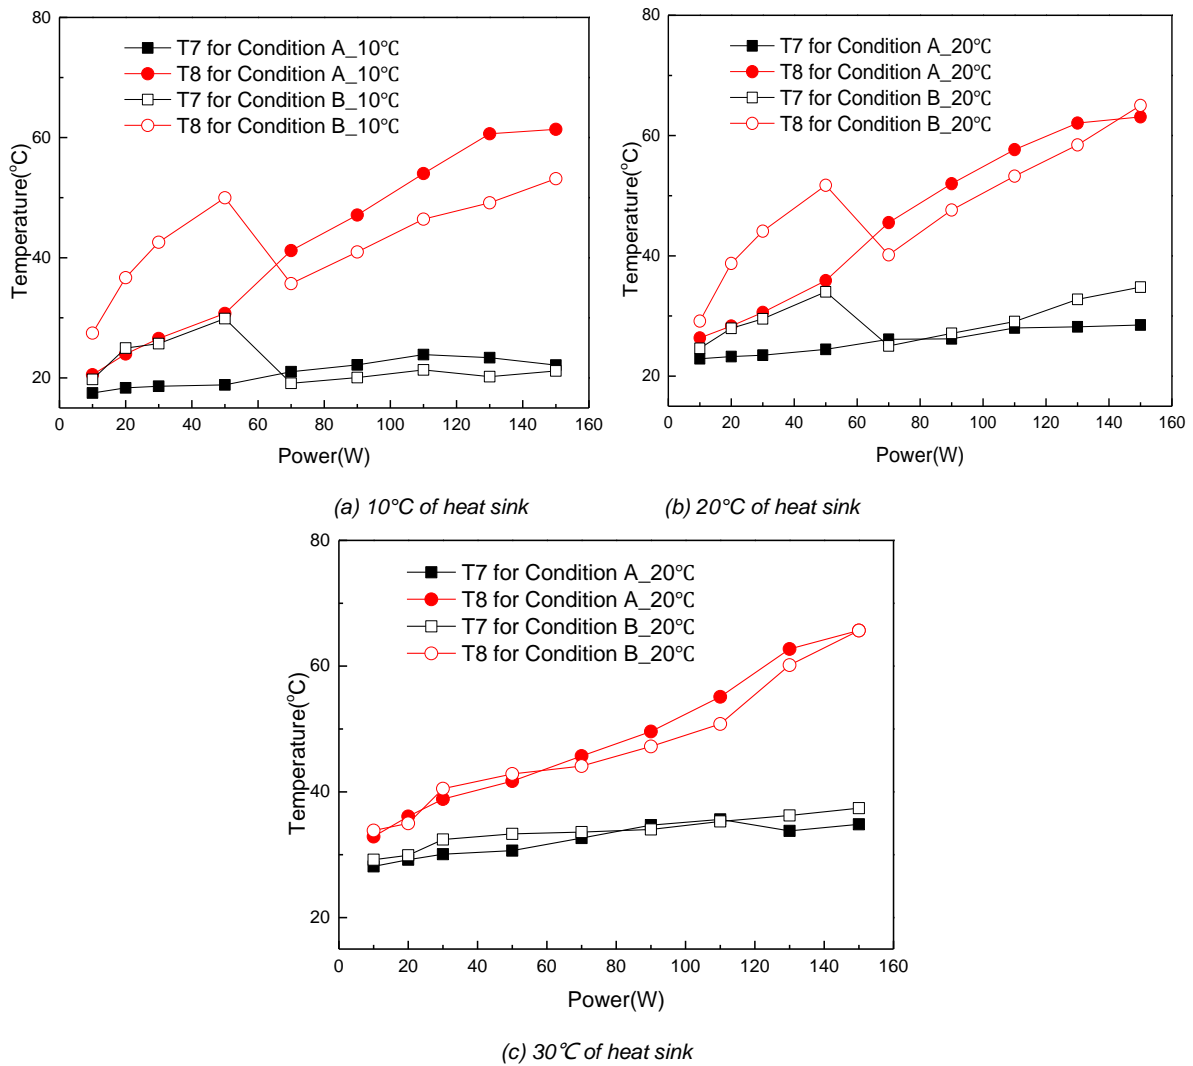 80
60
40
20
Temperature(°C)
T7 for Condition A_10℃
T8 for Condition A_10℃
T7 for Condition B_10℃
T8 for Condition B_10℃
0 20 40 60 80 100 120 140 160
Power(W)
80
60
40
20
Temperature(°C)
T7 for Condition A_20℃
T8 for Condition A_20℃
T7 for Condition B_20℃
T8 for Condition B_20℃
0 20 40 60 80 100 120 140 160
Power(W)
(a) 10°C of heat sink
(b) 20°C of heat sink
80
60
40
20
Temperature(°C)
T7 for Condition A_20℃
T8 for Condition A_20℃
T7 for Condition B_20℃
T8 for Condition B_20℃
0 20 40 60 80 100 120 140 160
Power(W)
(c) 30℃ of heat sink